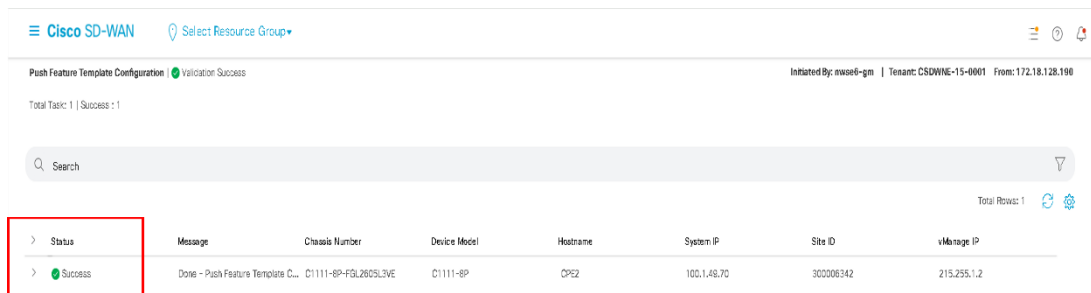 Cisco SD-WAN Select Resource Group▾
Push Feature Template Configuration | Validation Success Initiated By: nwse6-gm | Tenant: CSDWNE-15-0001 From: 172.18.128.190
Total Task: 1 | Success : 1
Search
Total Rows: 1
Status Message Chassis Number Device Model Hostname System IP Site ID vManage IP
Success Done - Push Feature Template C... C1111-8P-FGL2605L3VE C1111-8P CPE2 100.1.49.70 300006342 215.255.1.2